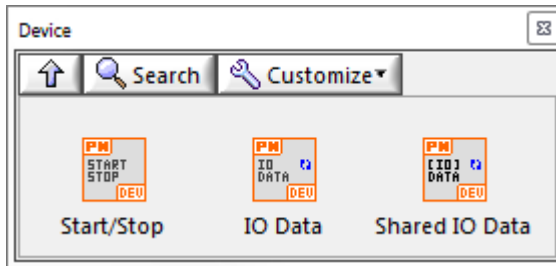 Device
Search
Customize
PN
START
STOP
DEV
Start/Stop
PN
IO
DATA
DEV
IO Data
PN
[IO]
DATA
DEV
Shared IO Data